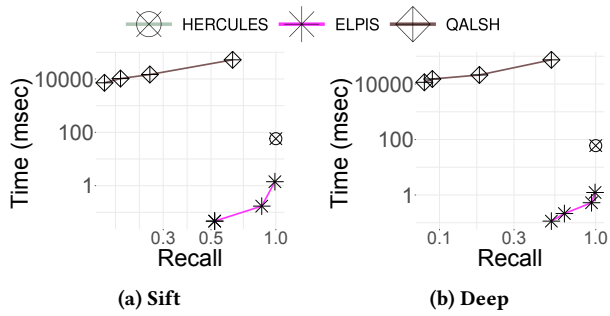 HERCULES ELPIS QALSH
Time (msec)
10000
100
1
0.3 0.5 1.0
Recall
(a) Sift
Time (msec)
10000
100
1
0.1 0.3 1.0
Recall
(b) Deep